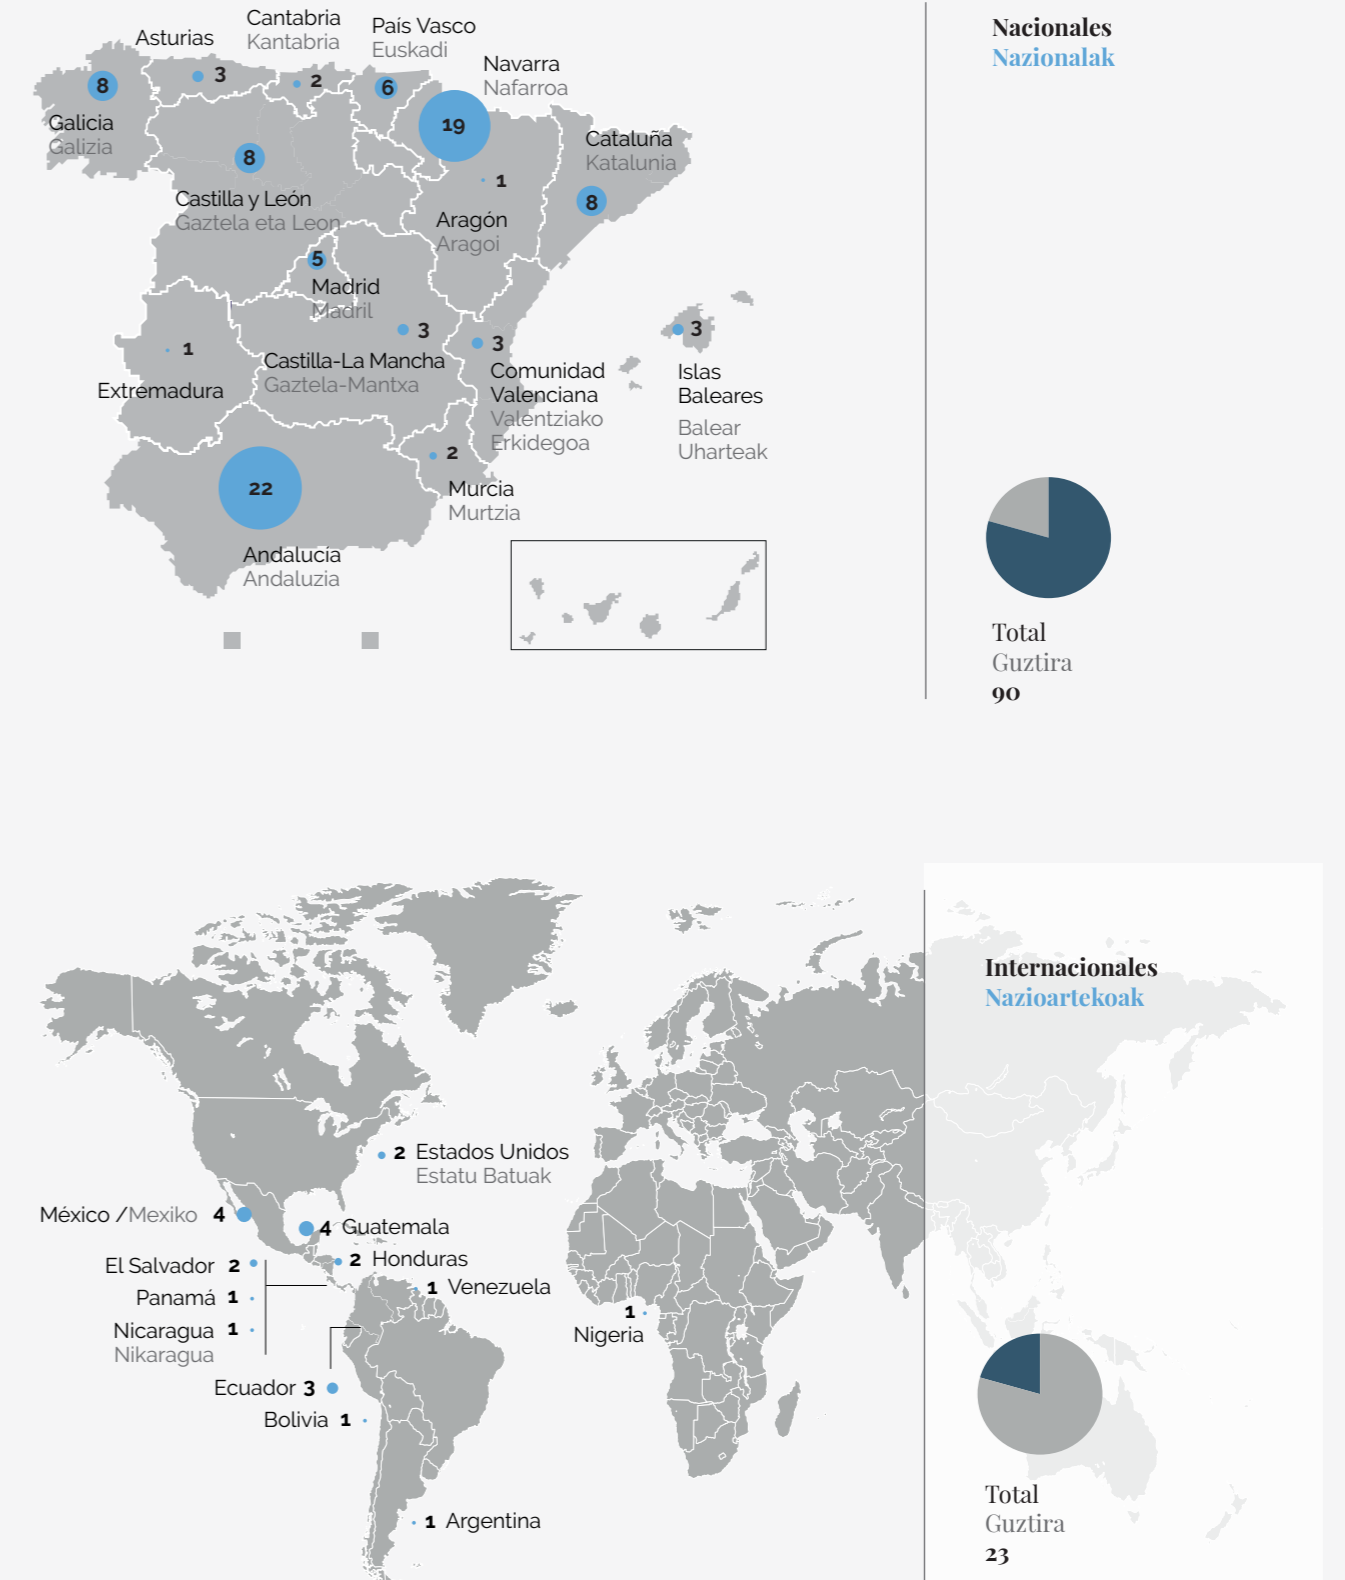 Cantabria
Kantabria
Asturias
País Vasco
Euskadi
Navarra
Nafarroa
8
3
2
6
19
Galicia
Galizia
8
Cataluña
Katalunia
1
8
Castilla y León
Gaztela eta Leon
Aragón
Aragoi
5
Madrid
Madril
3
3
3
1
Castilla-La Mancha
Gaztela-Mantxa
Extremadura
Comunidad
Valenciana
Valentziako
Erkidegoa
Islas
Baleares
Balear
Uharteak
2
Murcia
Murtzia
22
Andalucía
Andaluzia
Nacionales
Nazionalak
Total
Guztira
90
Internacionales
Nazioartekoak
2 Estados Unidos
Estatu Batuak
México /Mexiko 4
4 Guatemala
El Salvador 2
2 Honduras
Panamá 1
1 Venezuela
Nicaragua 1
Nikaragua
1
Nigeria
Ecuador 3
Bolivia 1
1 Argentina
Total
Guztira
23